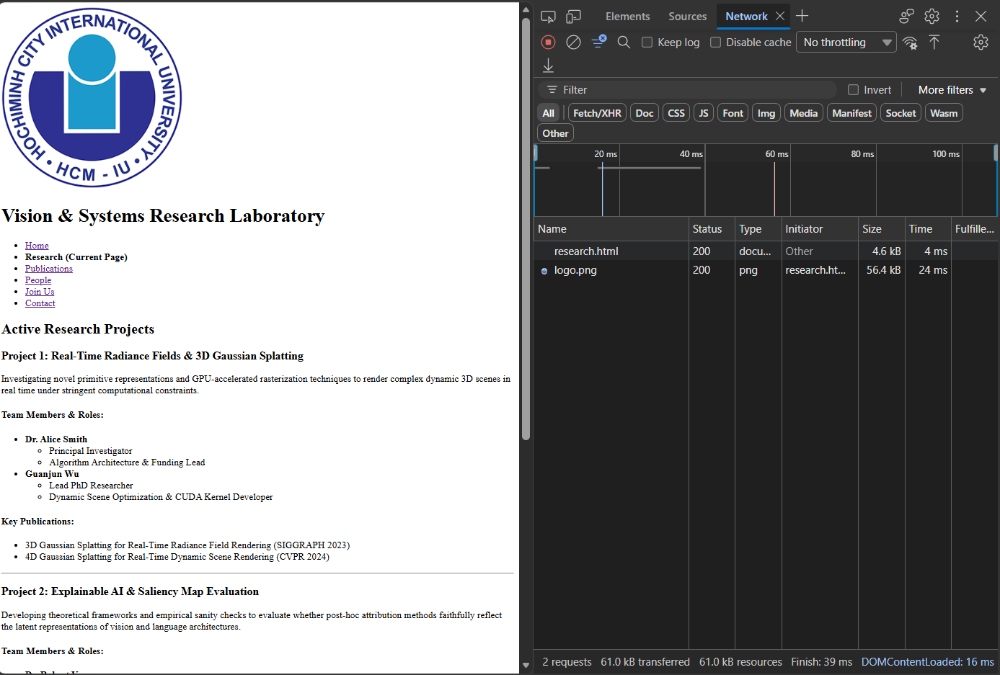 HOCHIMINH CITY INTERNATIONAL UNIVERSITY
HCM - IU
Vision & Systems Research Laboratory
Home
Research (Current Page)
Publications
People
Join Us
Contact
Active Research Projects
Project 1: Real-Time Radiance Fields & 3D Gaussian Splatting
Investigating novel primitive representations and GPU-accelerated rasterization techniques to render complex dynamic 3D scenes in
real time under stringent computational constraints.
Team Members & Roles:
Dr. Alice Smith
Principal Investigator
Algorithm Architecture & Funding Lead
Guanjun Wu
Lead PhD Researcher
Dynamic Scene Optimization & CUDA Kernel Developer
Key Publications:
3D Gaussian Splatting for Real-Time Radiance Field Rendering (SIGGRAPH 2023)
4D Gaussian Splatting for Real-Time Dynamic Scene Rendering (CVPR 2024)
Project 2: Explainable AI & Saliency Map Evaluation
Developing theoretical frameworks and empirical sanity checks to evaluate whether post-hoc attribution methods faithfully reflect
the latent representations of vision and language architectures.
Team Members & Roles:
Elements Sources Network
Keep log Disable cache No throttling
Filter Invert More filters
All Fetch/XHR Doc CSS JS Font Img Media Manifest Socket Wasm
Other
20 ms 40 ms 60 ms 80 ms 100 ms
Name Status Type Initiator Size Time Fulfille...
research.html 200 docu... Other 4.6 kB 4 ms
logo.png 200 png research.ht... 56.4 kB 24 ms
2 requests 61.0 kB transferred 61.0 kB resources Finish: 39 ms DOMContentLoaded: 16 ms